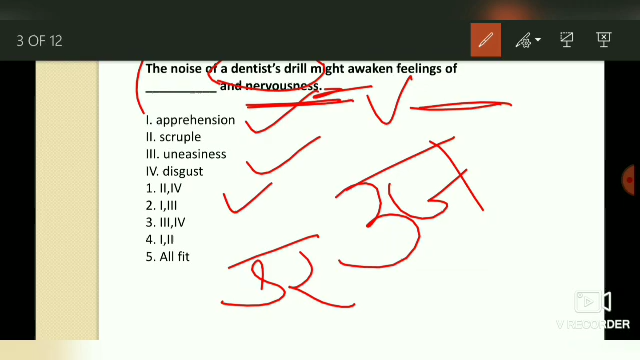 3 OF 12
The noise of a dentist's drill might awaken feelings of
__________ and nervousness.
I. apprehension
II. scruple
III. uneasiness
IV. disgust
1. II,IV
2. I,III
3. III,IV
4. I,II
5. All fit
V RECORDER